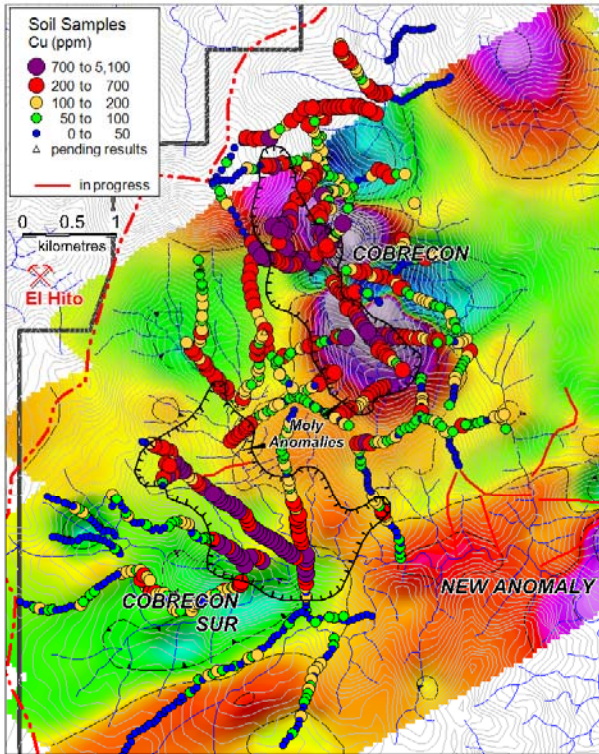 Soil Samples
Cu (ppm)
700 to 5,100
200 to 700
100 to 200
50 to 100
0 to 50
pending results
in progress
0 0.5 1
kilometres
El Hito
COBRECON
Moly
Anomalies
NEW ANOMALY
COBRECON
SUR